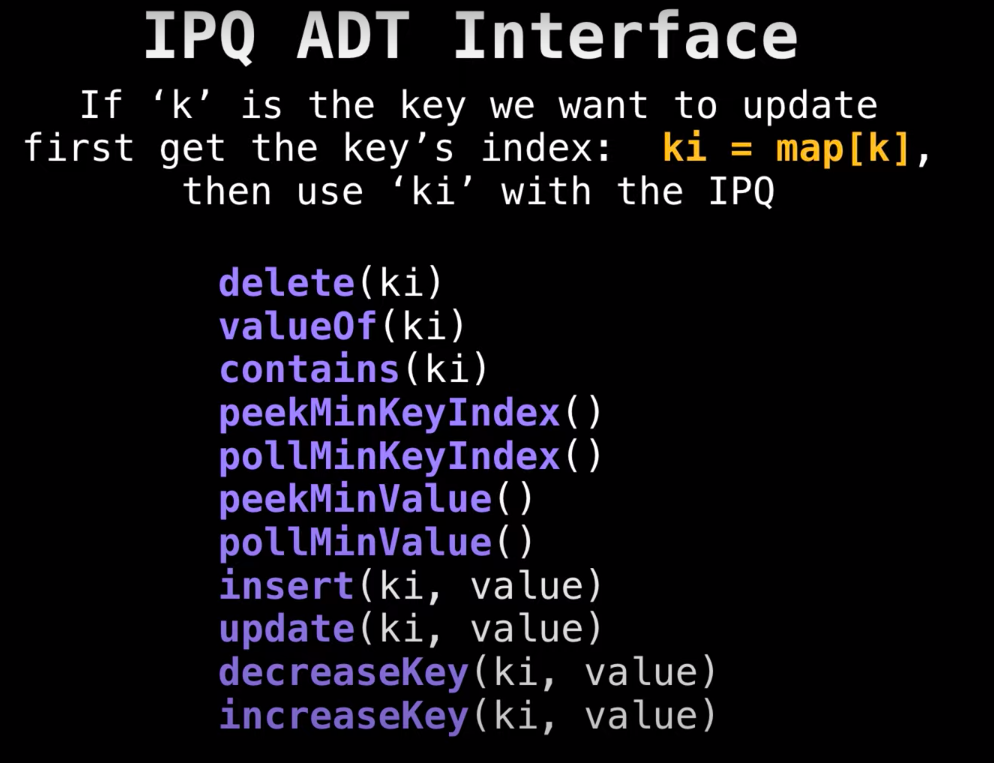 IPQ ADT Interface
If ‘k’ is the key we want to update
first get the key’s index: ki = map[k],
then use ‘ki’ with the IPQ
delete(ki)
valueOf(ki)
contains(ki)
peekMinKeyIndex()
pollMinKeyIndex()
peekMinValue()
pollMinValue()
insert(ki, value)
update(ki, value)
decreaseKey(ki, value)
increaseKey(ki, value)